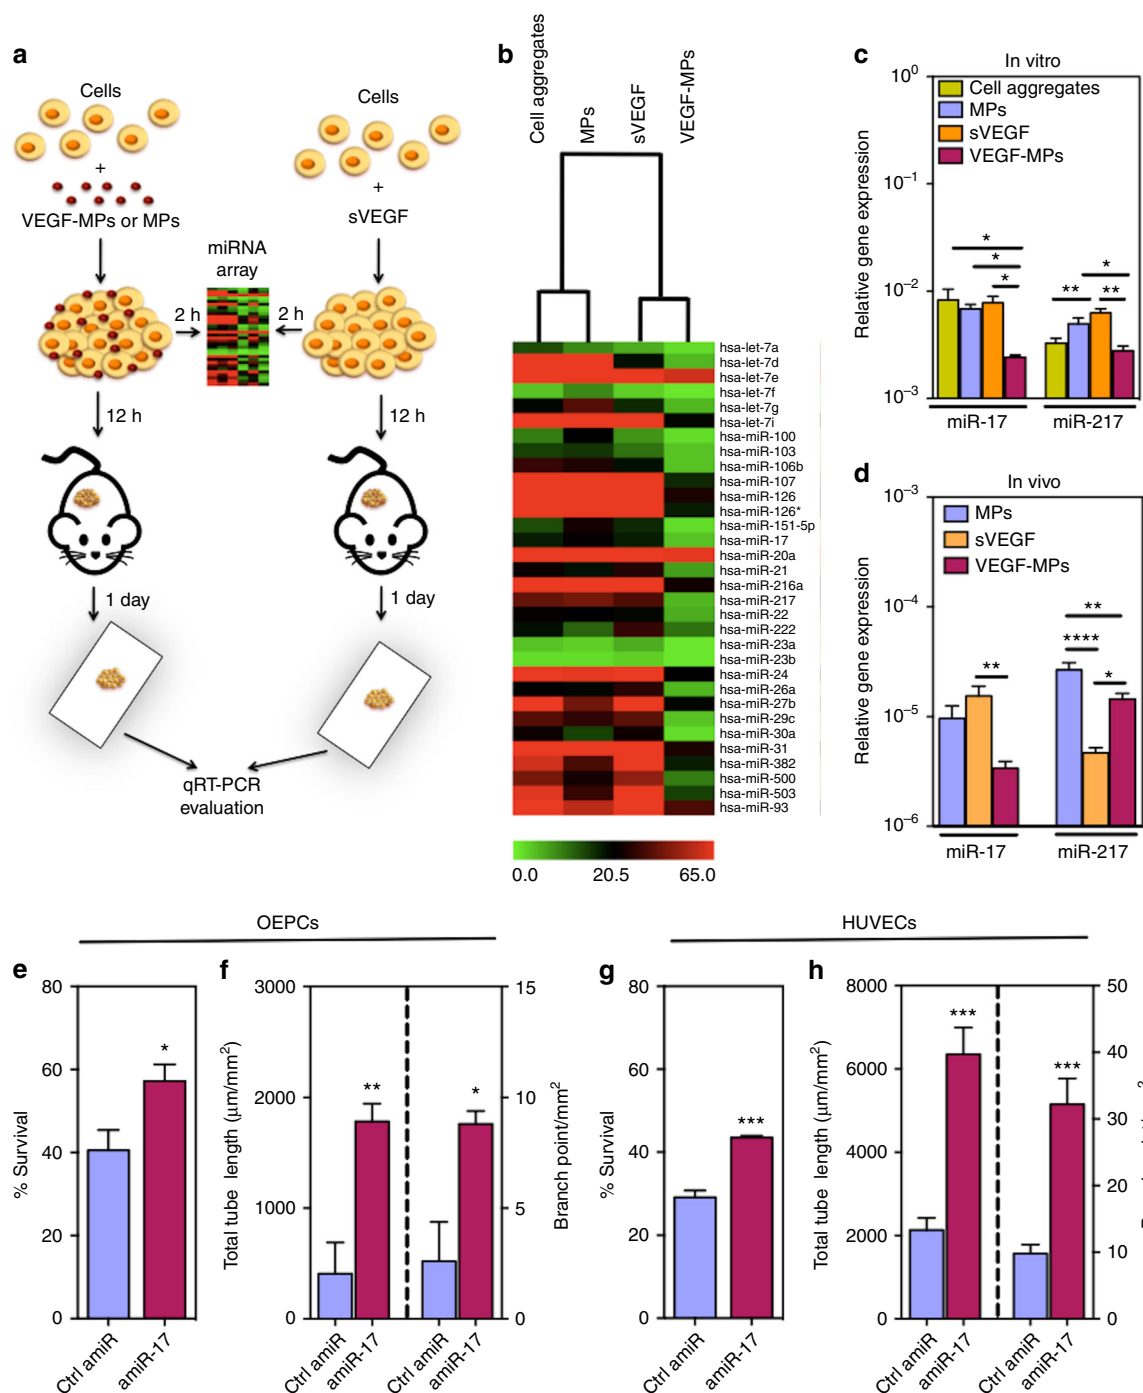 a
Cells
+
VEGF-MPs or MPs
Cells
+
sVEGF
miRNA
array
2 h
2 h
12 h
12 h
1 day
1 day
qRT-PCR
evaluation
b
Cell aggregates
MPs
sVEGF
VEGF-MPs
hsa-let-7a
hsa-let-7d
hsa-let-7e
hsa-let-7f
hsa-let-7g
hsa-let-7i
hsa-miR-100
hsa-miR-103
hsa-miR-106b
hsa-miR-107
hsa-miR-126
hsa-miR-126*
hsa-miR-151-5p
hsa-miR-17
hsa-miR-20a
hsa-miR-21
hsa-miR-216a
hsa-miR-217
hsa-miR-22
hsa-miR-222
hsa-miR-23a
hsa-miR-23b
hsa-miR-24
hsa-miR-26a
hsa-miR-27b
hsa-miR-29c
hsa-miR-30a
hsa-miR-31
hsa-miR-382
hsa-miR-500
hsa-miR-503
hsa-miR-93
0.0 20.5 65.0
c
In vitro
Relative gene expression
10⁰
10⁻¹
10⁻²
10⁻³
Cell aggregates
MPs
sVEGF
VEGF-MPs
*
*
*
*
** **
miR-17 miR-217
d
In vivo
Relative gene expression
10⁻³
10⁻⁴
10⁻⁵
10⁻⁶
MPs
sVEGF
VEGF-MPs
**
**
****
*
miR-17 miR-217
OEPCs
e
% Survival
80
60
40
20
0
*
Ctrl amiR
amiR-17
f
Total tube length (µm/mm²)
3000
2000
1000
0
**
*
15
10
5
0
Branch point/mm²
Ctrl amiR
amiR-17
Ctrl amiR
amiR-17
HUVECs
g
% Survival
80
60
40
20
0
***
Ctrl amiR
amiR-17
h
Total tube length (µm/mm²)
8000
6000
4000
2000
0
***
***
50
40
30
20
10
0
Ctrl amiR
amiR-17
Ctrl amiR
amiR-17